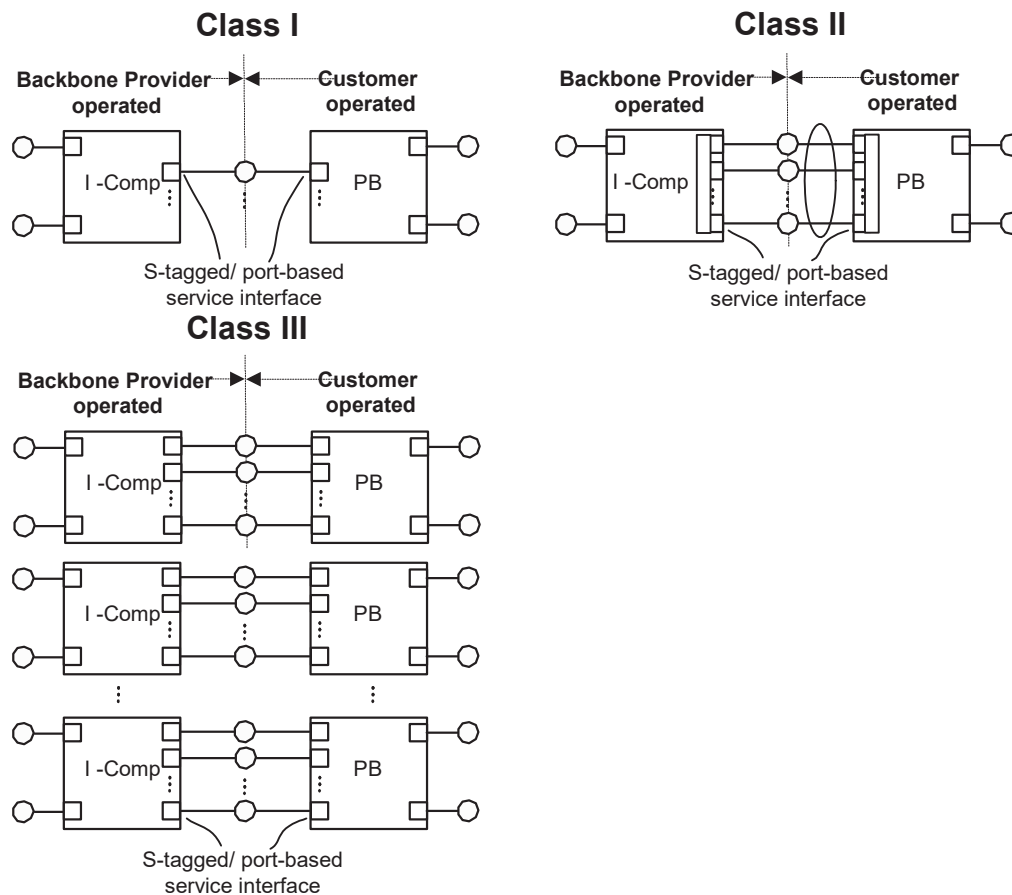 Class I
Backbone Provider
operated
Customer
operated
I -Comp
PB
S-tagged/ port-based
service interface
Class II
Backbone Provider
operated
Customer
operated
I -Comp
PB
S-tagged/ port-based
service interface
Class III
Backbone Provider
operated
Customer
operated
I -Comp
PB
I -Comp
PB
I -Comp
PB
S-tagged/ port-based
service interface